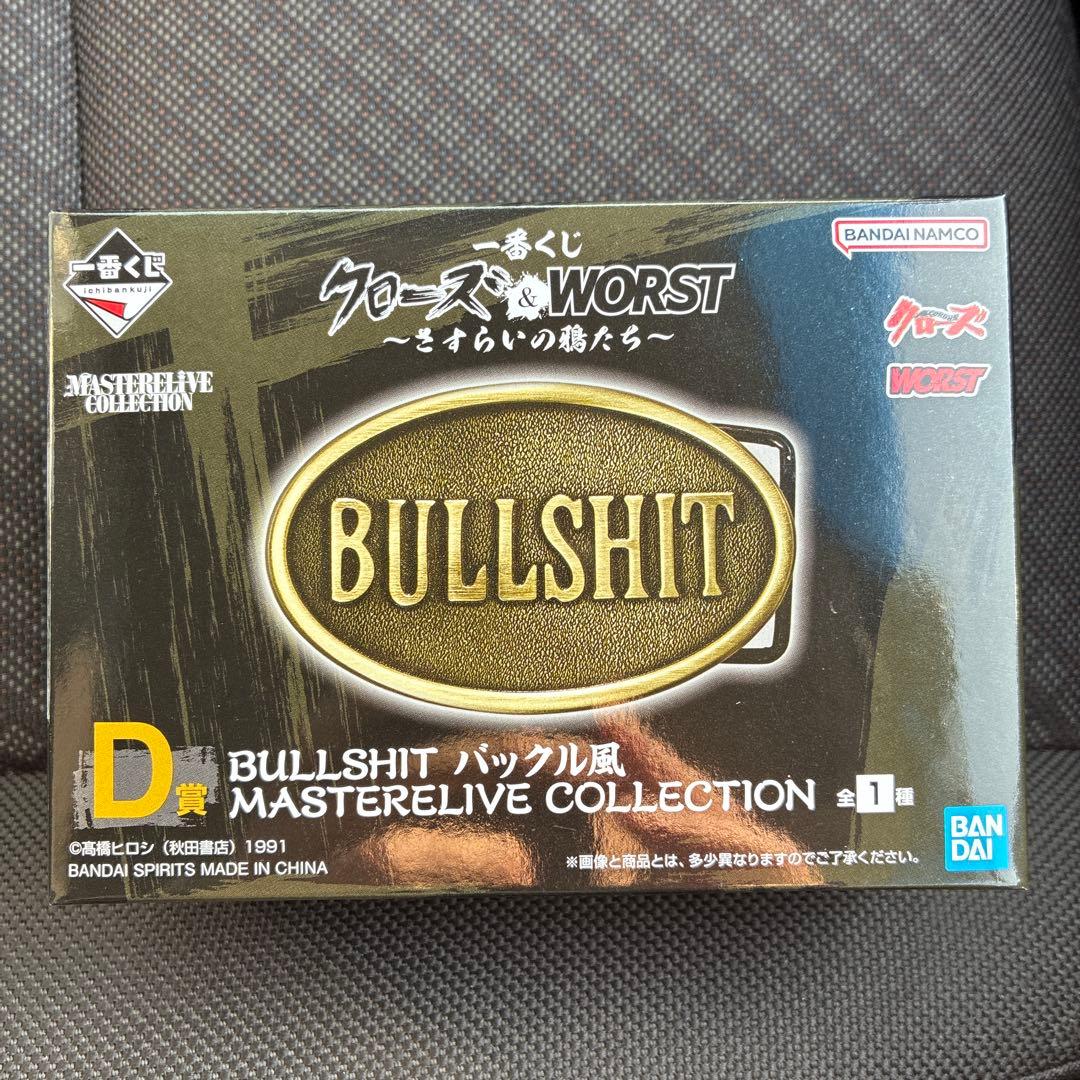 一番くじ
ichibankuji
一番くじ
クローズ&WORST
～さすらいの鴉たち～
BANDAI NAMCO
クローズ
WORST
MASTERELIVE
COLLECTION
BULLSHIT
D賞
BULLSHIT バックル風
MASTERELIVE COLLECTION 全1種
©髙橋ヒロシ（秋田書店）1991
BANDAI SPIRITS MADE IN CHINA
※画像と商品とは、多少異なりますのでご了承ください。
BAN
DAI